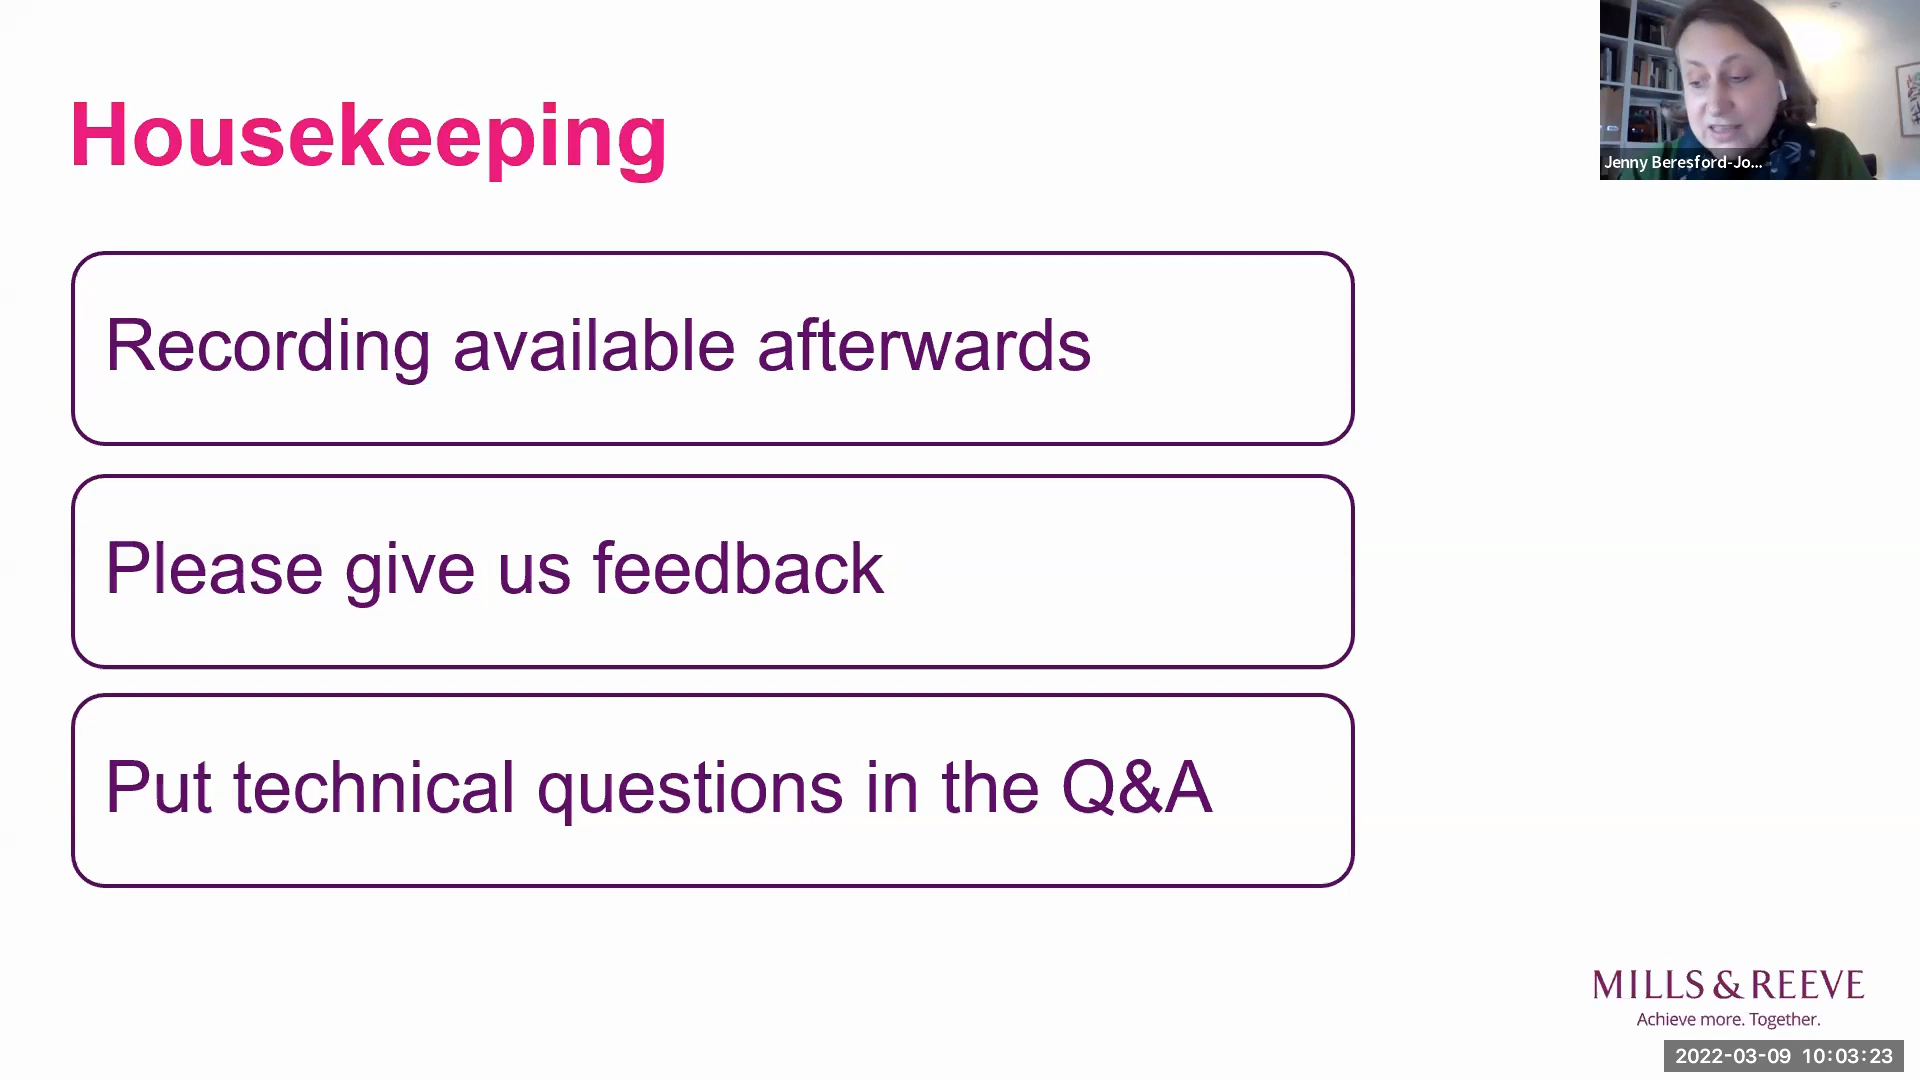 Housekeeping
Jenny Beresford-Jo...
Recording available afterwards
Please give us feedback
Put technical questions in the Q&A
MILLS & REEVE
Achieve more. Together.
2022-03-09 10:03:23